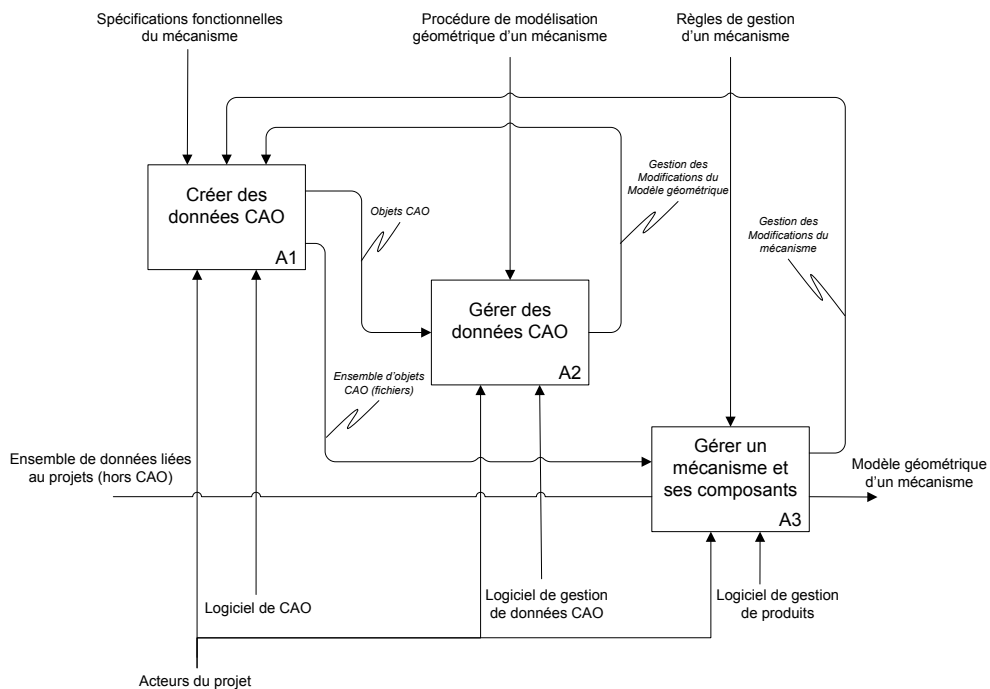 Spécifications fonctionnelles
du mécanisme
Procédure de modélisation
géométrique d'un mécanisme
Règles de gestion
d'un mécanisme
Créer des
données CAO
A1
Objets CAO
Gestion des
Modifications du
Modèle géométrique
Gestion des
Modifications du
mécanisme
Gérer des
données CAO
A2
Ensemble d'objets
CAO (fichiers)
Ensemble de données liées
au projets (hors CAO)
Gérer un
mécanisme et
ses composants
A3
Modèle géométrique
d'un mécanisme
Logiciel de CAO
Logiciel de gestion
de données CAO
Logiciel de gestion
de produits
Acteurs du projet